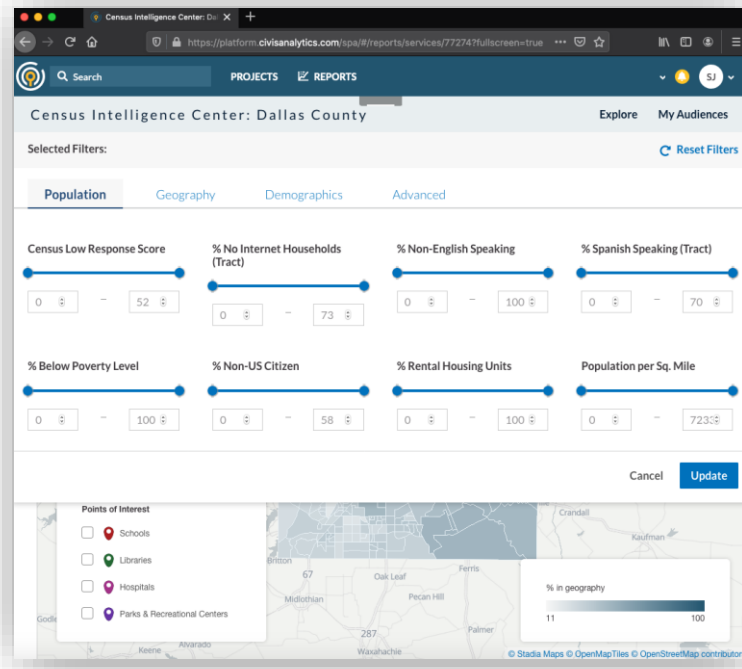 Census Intelligence Center: Dal
https://platform.civisanalytics.com/spa/#/reports/services/77274?fullscreen=true
Search PROJECTS REPORTS SJ
Census Intelligence Center: Dallas County Explore My Audiences
Selected Filters: Reset Filters
Population Geography Demographics Advanced
Census Low Response Score % No Internet Households (Tract) % Non-English Speaking % Spanish Speaking (Tract)
0 – 52 0 – 73 0 – 100 0 – 70
% Below Poverty Level % Non-US Citizen % Rental Housing Units Population per Sq. Mile
0 – 100 0 – 58 0 – 100 0 –
Cancel Update
Points of Interest
Schools
Libraries
Hospitals
Parks & Recreational Centers
Crandall
Kaufman
Britton
67
Oak Leaf
Ferris
Midlothian
Pecan Hill
287
Palmer
Keene
Alvarado
Waxahachie
% in geography
11 100
© Stadia Maps © OpenMapTiles © OpenStreetMap contributor